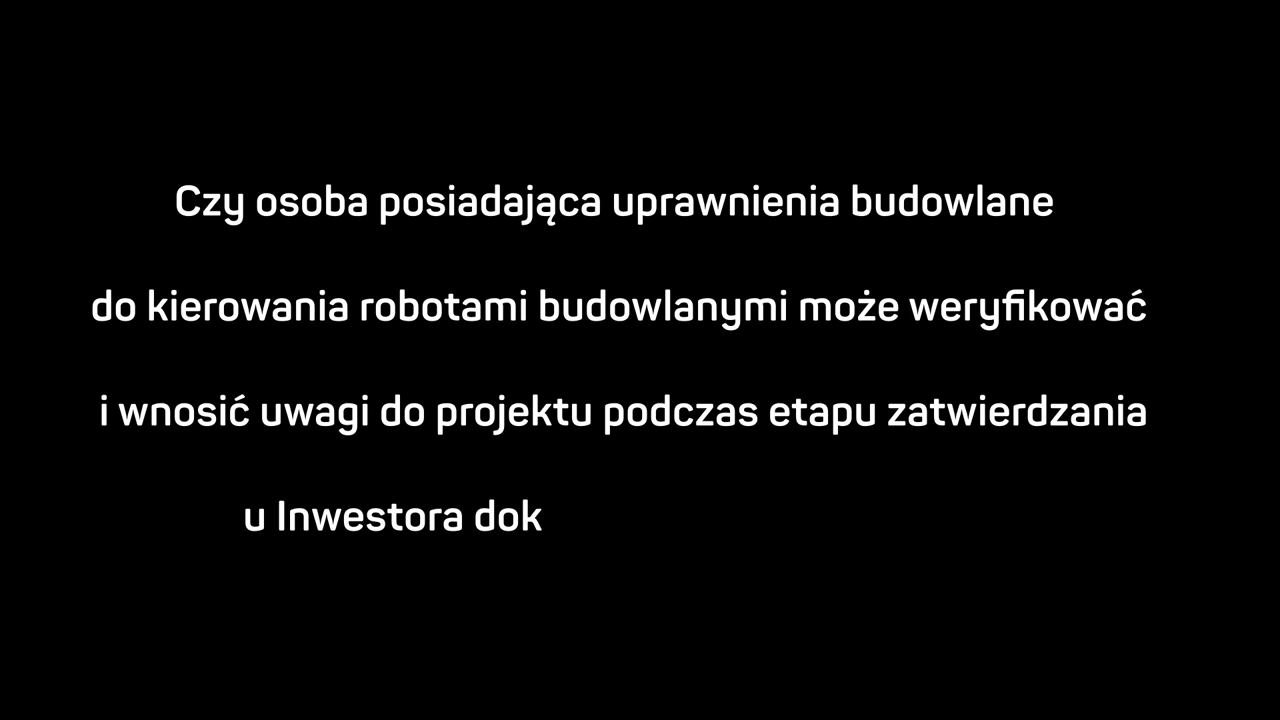 Czy osoba posiadająca uprawnienia budowlane
do kierowania robotami budowlanymi może weryfikować
i wnosić uwagi do projektu podczas etapu zatwierdzania
u Inwestora dok